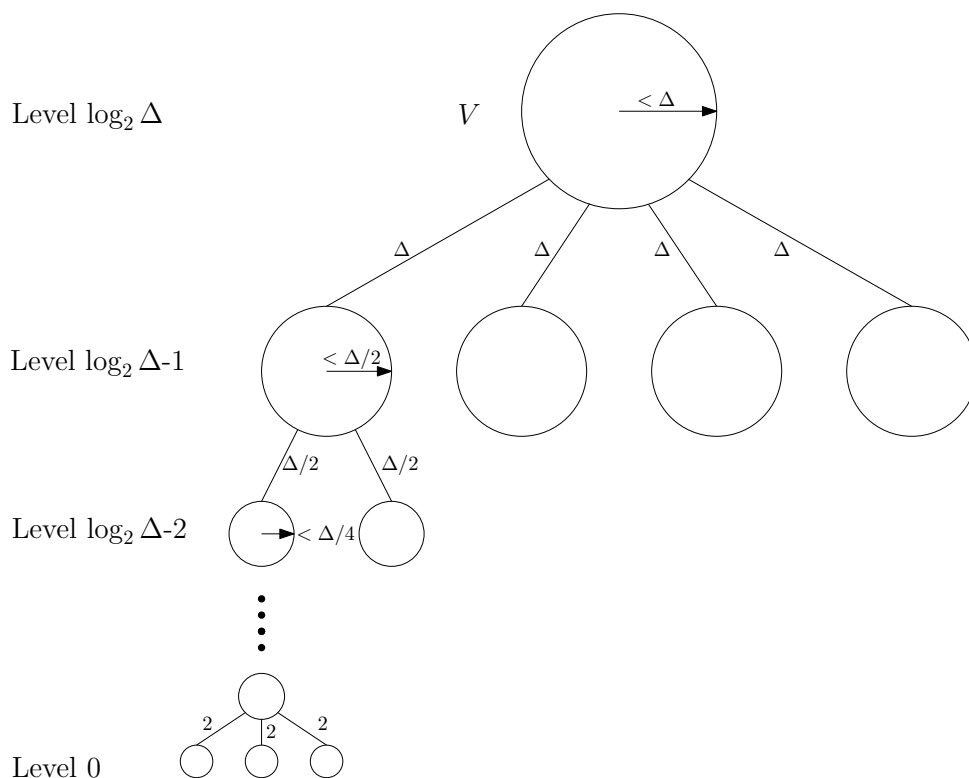 Level log₂ Δ
V
< Δ
Δ Δ Δ Δ
Level log₂ Δ-1
< Δ/2
Δ/2 Δ/2
Level log₂ Δ-2
< Δ/4
2 2 2
Level 0